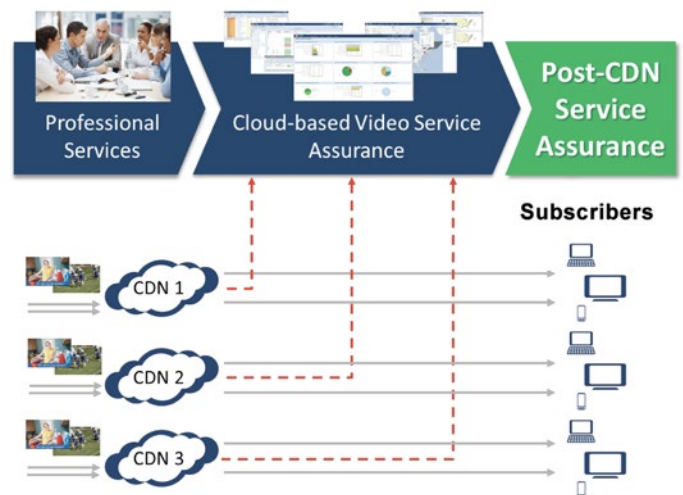 Professional
Services
Cloud-based Video Service
Assurance
Post-CDN
Service
Assurance
Subscribers
CDN 1
CDN 2
CDN 3